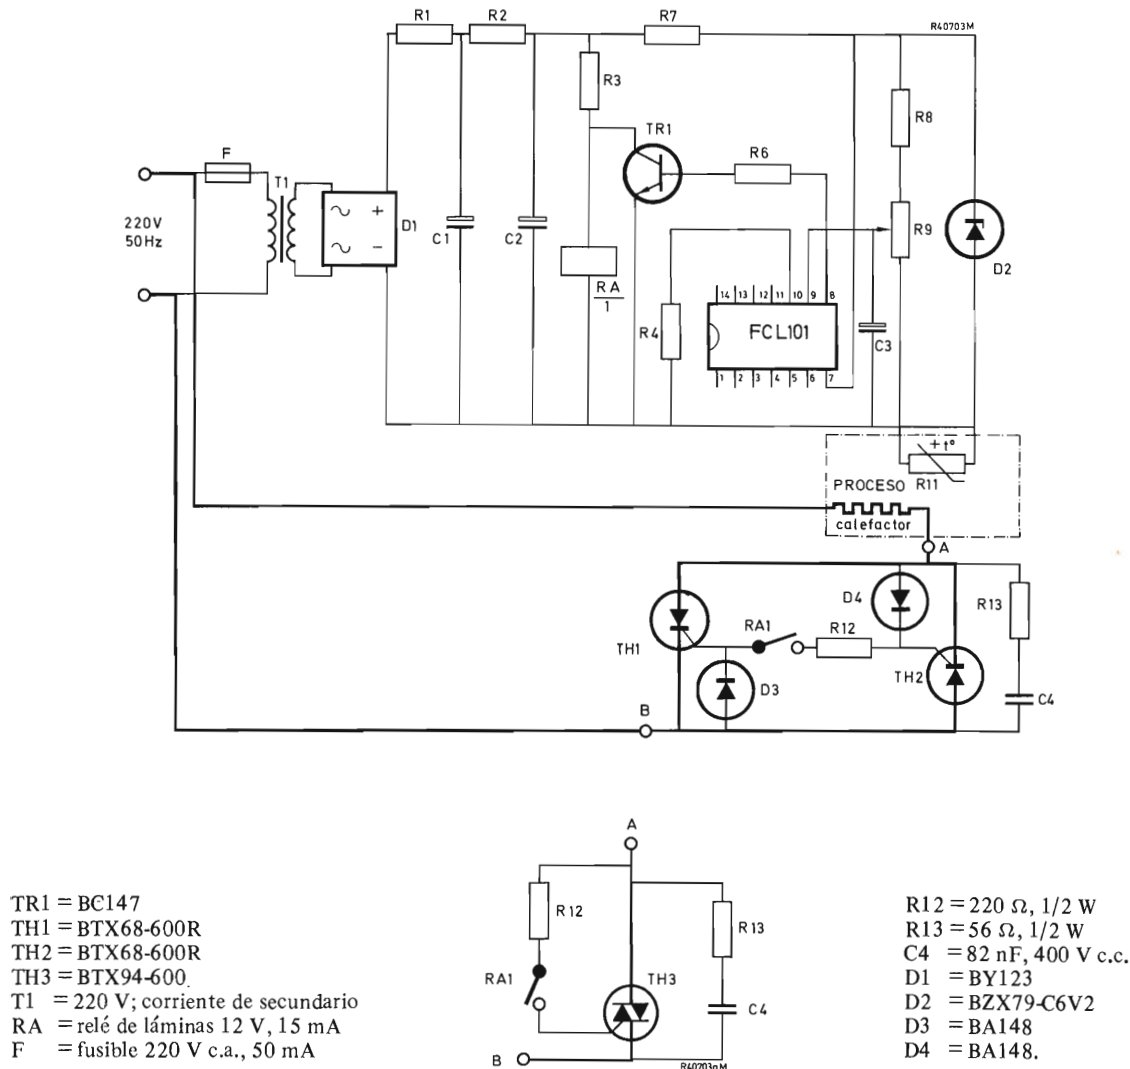 R1 R2 R7 R40703M
R3
R8
TR1
F
R6
T1
220V
50Hz
+
−
D1
C1 C2
R9
D2
RA
1
14 13 12 11 10 9 8
R4
FCL101
C3
1 2 3 4 5 6 7
+t°
PROCESO R11
calefactor
A
D4
R13
RA1 R12
TH1
TH2
D3
C4
B
A
R12
R13
RA1
TH3
C4
B
R40703aM
TR1 = BC147
TH1 = BTX68-600R
TH2 = BTX68-600R
TH3 = BTX94-600.
T1 = 220 V; corriente de secundario
RA = relé de láminas 12 V, 15 mA
F = fusible 220 V c.a., 50 mA
R12 = 220 Ω, 1/2 W
R13 = 56 Ω, 1/2 W
C4 = 82 nF, 400 V c.c.
D1 = BY123
D2 = BZX79-C6V2
D3 = BA148
D4 = BA148.